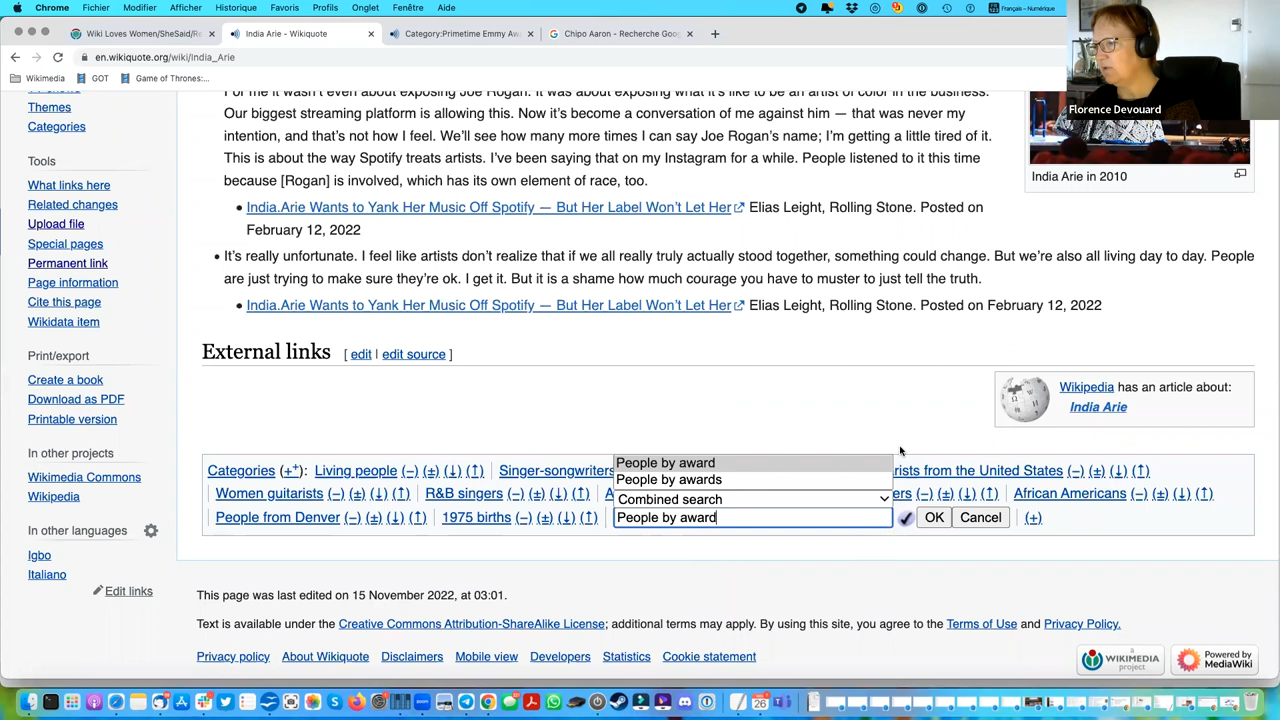 Chrome Fichier Modifier Afficher Historique Favoris Profils Onglet Fenêtre Aide Français - Numérique
Wiki Loves Women/SheSaid/R India Arie - Wikiquote Category:Primetime Emmy Aw Chipo Aaron - Recherche Goo
en.wikiquote.org/wiki/India_Arie
Wikimedia GOT Game of Thrones:...
Florence Devouard
Themes
Categories
Tools
What links here
Related changes
Upload file
Special pages
Permanent link
Page information
Cite this page
Wikidata item
Print/export
Create a book
Download as PDF
Printable version
In other projects
Wikimedia Commons
Wikipedia
In other languages
Igbo
Italiano
Edit links
For me it wasn't even about exposing Joe Rogan. It was about exposing what it's like to be an artist of color in the business.
Our biggest streaming platform is allowing this. Now it's become a conversation of me against him — that was never my
intention, and that's not how I feel. We'll see how many more times I can say Joe Rogan's name; I'm getting a little tired of it.
This is about the way Spotify treats artists. I've been saying that on my Instagram for a while. People listened to it this time
because [Rogan] is involved, which has its own element of race, too.
India.Arie Wants to Yank Her Music Off Spotify — But Her Label Won't Let Her Elias Leight, Rolling Stone. Posted on
February 12, 2022
It's really unfortunate. I feel like artists don't realize that if we all really truly actually stood together, something could change. But we're also all living day to day. People
are just trying to make sure they're ok. I get it. But it is a shame how much courage you have to muster to just tell the truth.
India.Arie Wants to Yank Her Music Off Spotify — But Her Label Won't Let Her Elias Leight, Rolling Stone. Posted on February 12, 2022
India Arie in 2010
External links [ edit | edit source ]
Wikipedia has an article about:
India Arie
People by award
People by awards
Combined search
Categories (+⁺): Living people (−) (±) (↓) (↑) Singer-songwriters rists from the United States (−) (±) (↓) (↑)
Women guitarists (−) (±) (↓) (↑) R&B singers (−) (±) (↓) (↑) A ers (−) (±) (↓) (↑) African Americans (−) (±) (↓) (↑)
People from Denver (−) (±) (↓) (↑) 1975 births (−) (±) (↓) (↑) People by award OK Cancel (+)
This page was last edited on 15 November 2022, at 03:01.
Text is available under the Creative Commons Attribution-ShareAlike License; additional terms may apply. By using this site, you agree to the Terms of Use and Privacy Policy.
Privacy policy About Wikiquote Disclaimers Mobile view Developers Statistics Cookie statement
a WIKIMEDIA project
Powered by MediaWiki
26